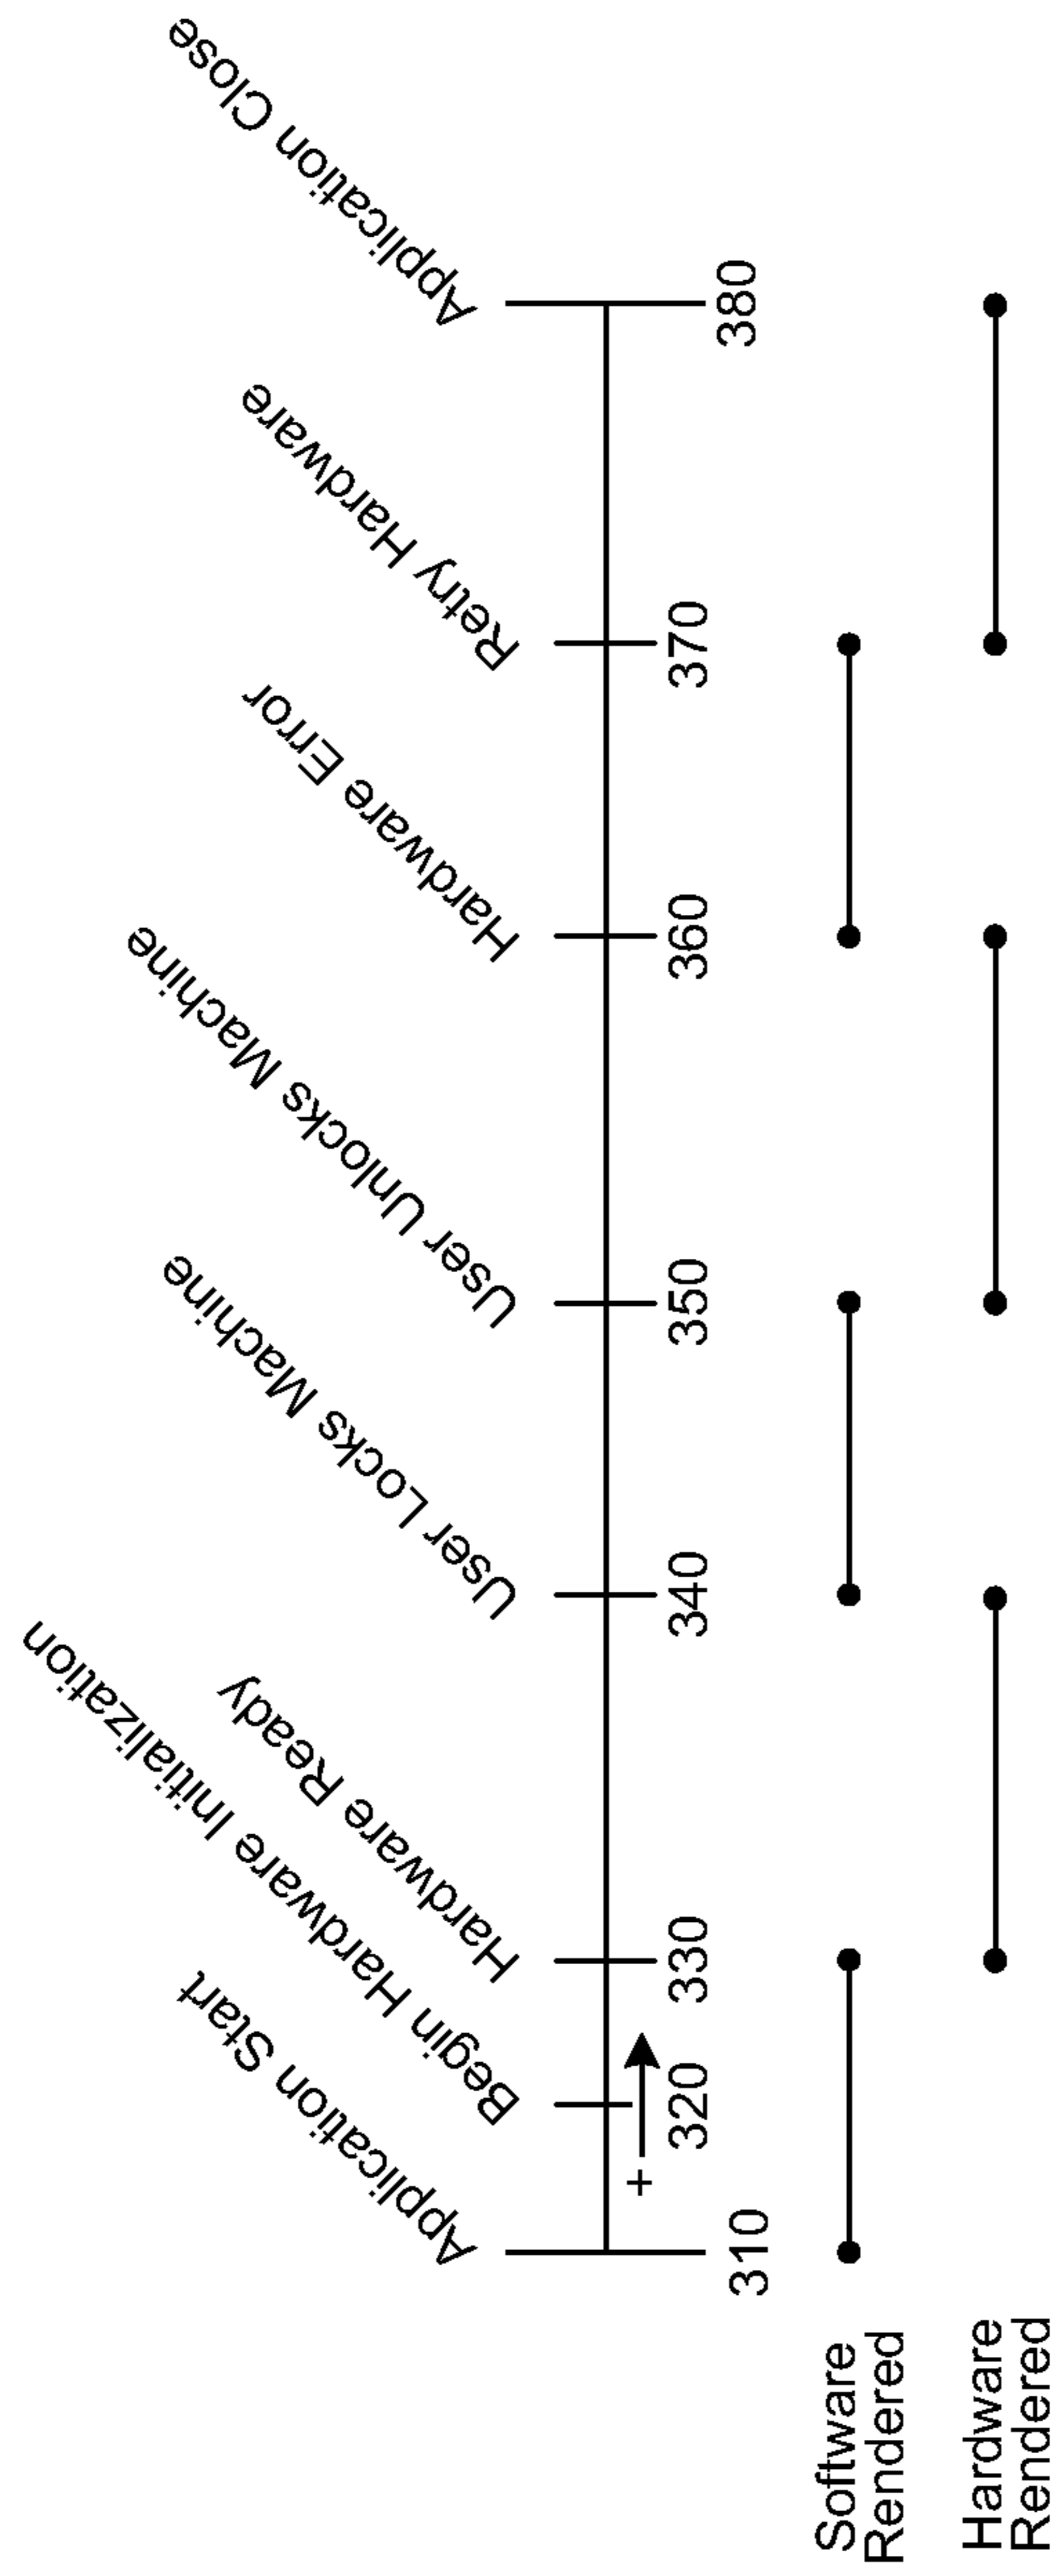 Application Start
Begin Hardware Initialization
Hardware Ready
User Locks Machine
User Unlocks Machine
Hardware Error
Retry Hardware
Application Close
+
310
320
330
340
350
360
370
380
Software
Rendered
Hardware
Rendered